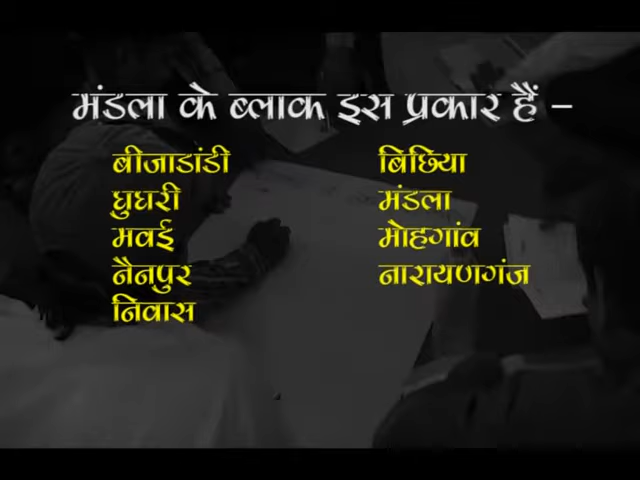 मंडला के ब्लाक इस प्रकार हैं –
बीजाडांडी
घुघरी
मवई
नैनपुर
निवास
बिछिया
मंडला
मोहगांव
नारायणगंज